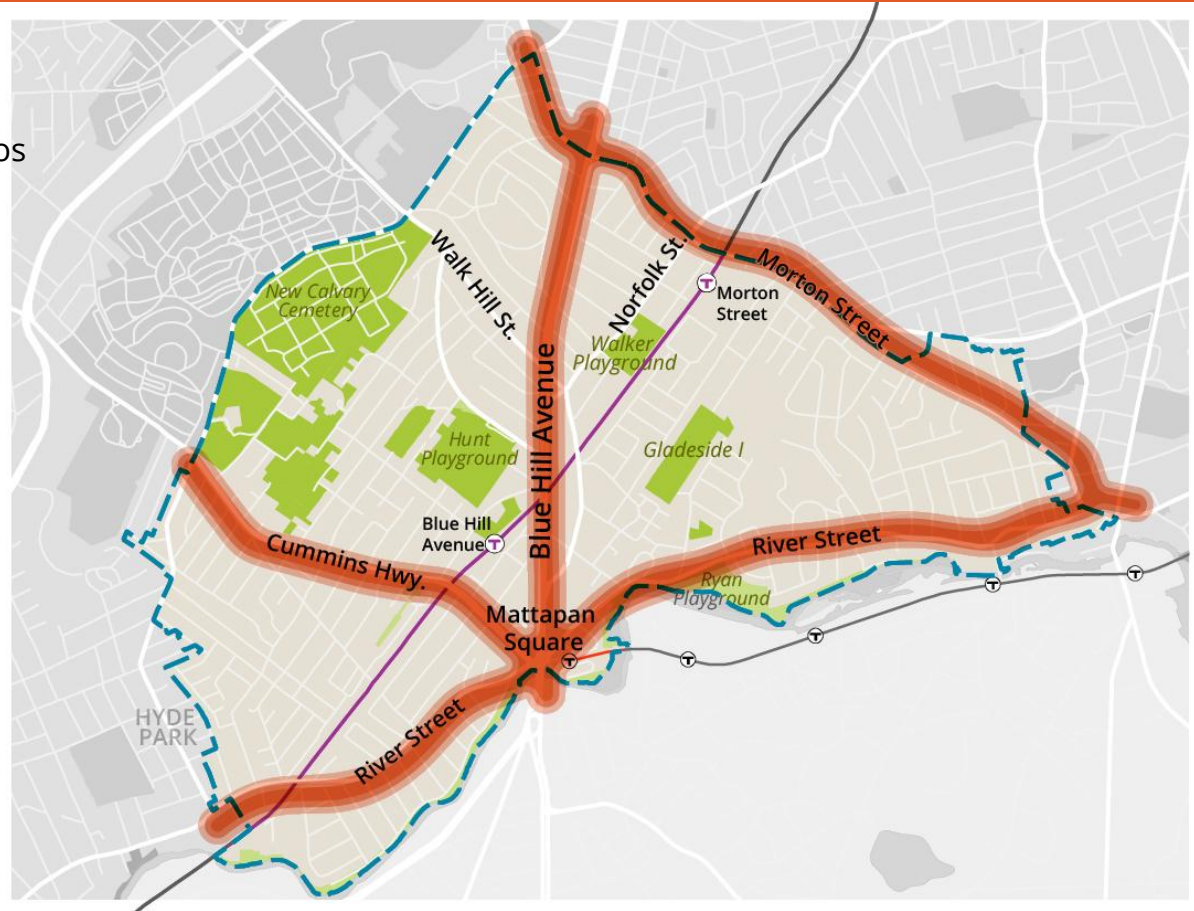 Walk Hill St.
New Calvary
Cemetery
Norfolk St.
Morton Street
T
Morton
Street
Walker
Playground
Blue Hill Avenue
Hunt
Playground
Gladeside I
Blue Hill
Avenue
T
Cummins Hwy.
River Street
Ryan
Playground
T
T
T
T
Mattapan
Square
T
HYDE
PARK
River Street